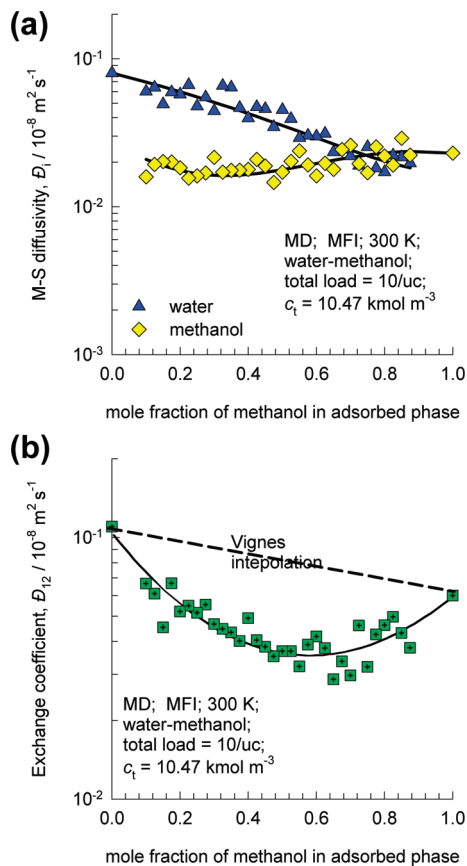 (a)
10⁻¹
10⁻²
10⁻³
M-S diffusivity, Đᵢ / 10⁻⁸ m² s⁻¹
MD; MFI; 300 K;
water-methanol;
total load = 10/uc;
cₜ = 10.47 kmol m⁻³
water
methanol
0.0 0.2 0.4 0.6 0.8 1.0
mole fraction of methanol in adsorbed phase
(b)
10⁻¹
10⁻²
Exchange coefficient, Đ₁₂ / 10⁻⁸ m² s⁻¹
Vignes
intepolation
MD; MFI; 300 K;
water-methanol;
total load = 10/uc;
cₜ = 10.47 kmol m⁻³
0.0 0.2 0.4 0.6 0.8 1.0
mole fraction of methanol in adsorbed phase